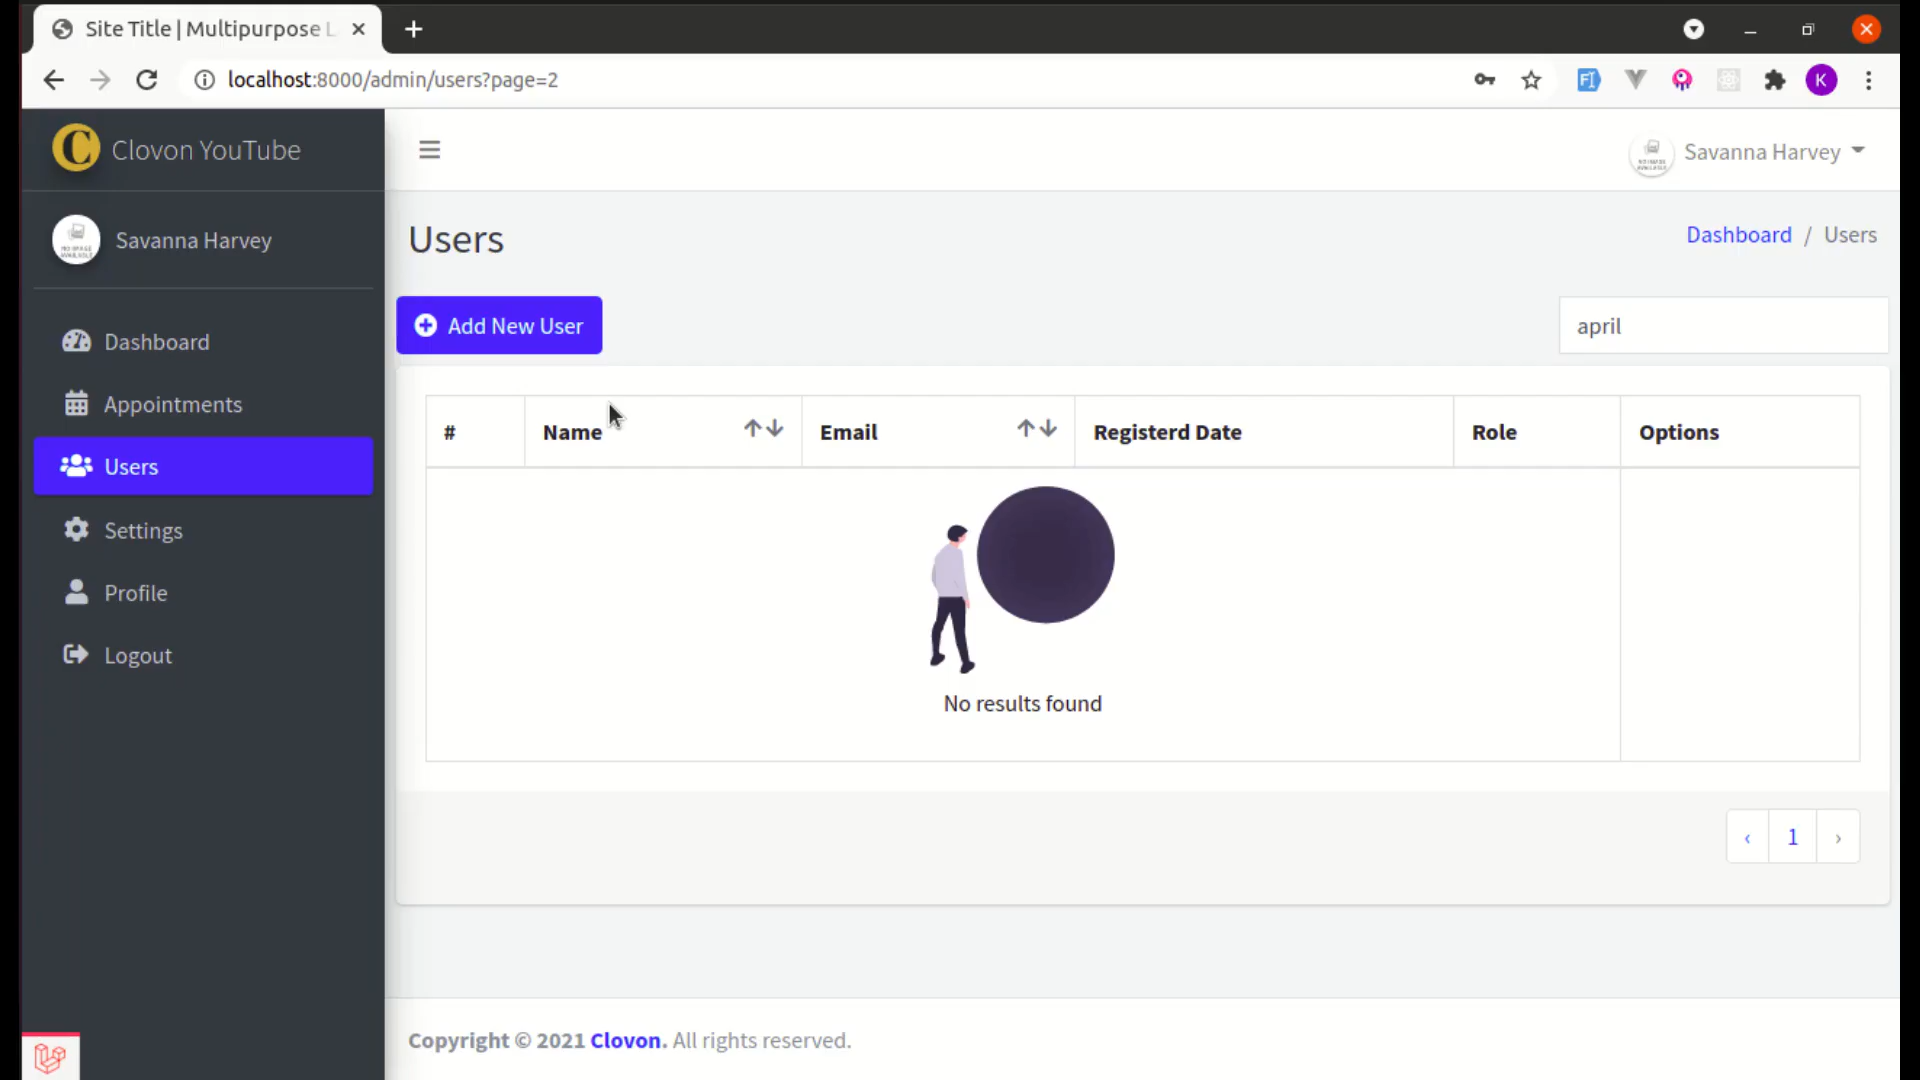 Site Title | Multipurpose L
localhost:8000/admin/users?page=2
K
C Clovon YouTube
Savanna Harvey
Savanna Harvey
Users
Dashboard / Users
Add New User
april
Dashboard
Appointments
Users
Settings
Profile
Logout
# Name Email Registerd Date Role Options
No results found
‹ 1 ›
Copyright © 2021 Clovon. All rights reserved.